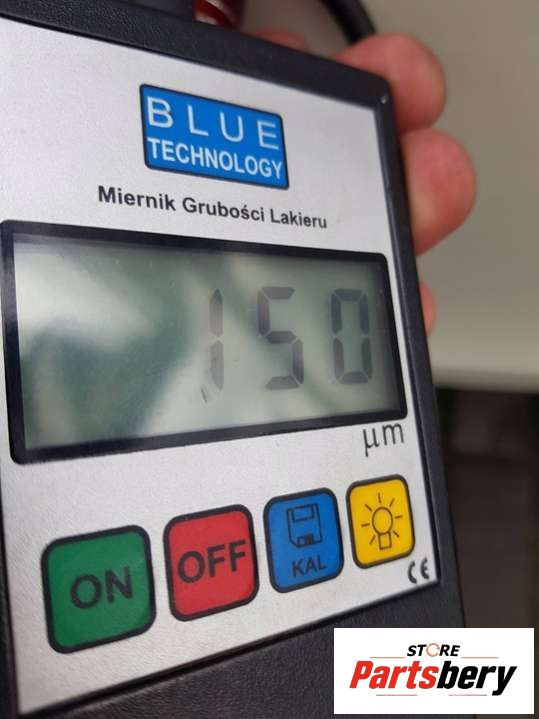 BLUE
TECHNOLOGY
Miernik Grubości Lakieru
150
µm
ON
OFF
KAL
CE
STORE
Partsbery